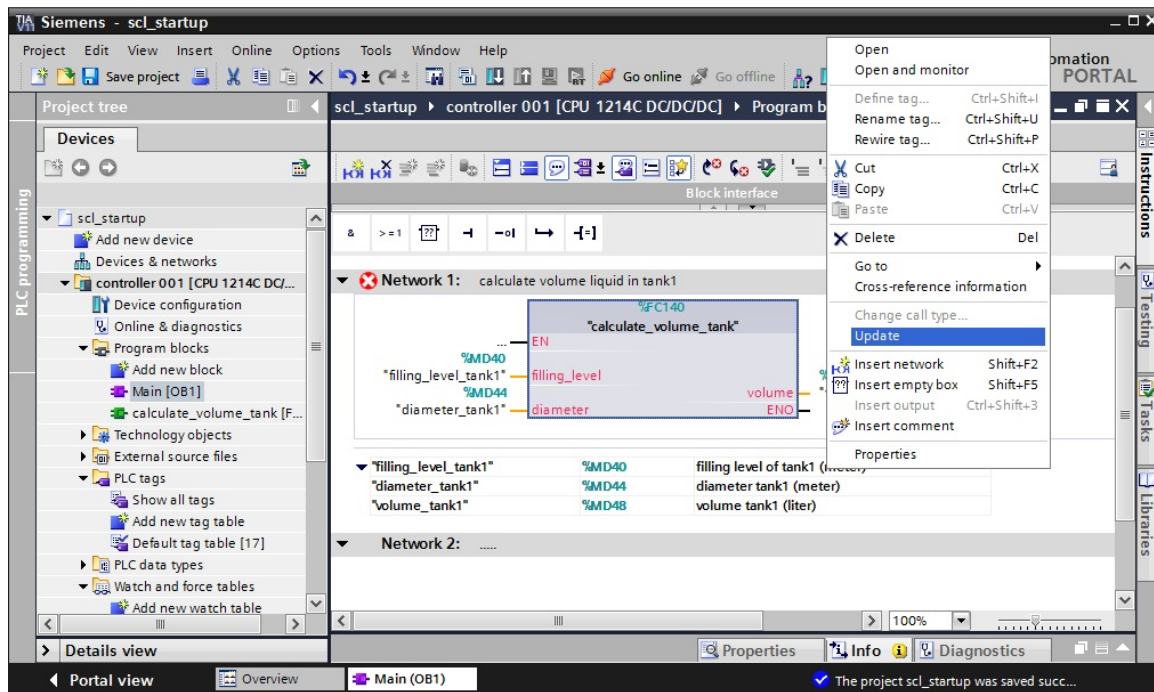 TIA V11 Siemens - scl_startup
Project Edit View Insert Online Options Tools Window Help
Save project Go online Go offline
omation
PORTAL
Project tree
scl_startup controller 001 [CPU 1214C DC/DC/DC] Program b
Devices
PLC programming
scl_startup
Add new device
Devices & networks
controller 001 [CPU 1214C DC/...
Device configuration
Online & diagnostics
Program blocks
Add new block
Main [OB1]
calculate_volume_tank [F...
Technology objects
External source files
PLC tags
Show all tags
Add new tag table
Default tag table [17]
PLC data types
Watch and force tables
Add new watch table
Details view
Block interface
& >=1 ?? -o| -[=]
Network 1: calculate volume liquid in tank1
%FC140
"calculate_volume_tank"
... EN
%MD40
"filling_level_tank1" filling_level
%MD44 volume
"diameter_tank1" diameter ENO
"filling_level_tank1" %MD40 filling level of tank1 (meter)
"diameter_tank1" %MD44 diameter tank1 (meter)
"volume_tank1" %MD48 volume tank1 (liter)
Network 2: .....
100%
Properties Info Diagnostics
Open
Open and monitor
Define tag... Ctrl+Shift+I
Rename tag... Ctrl+Shift+U
Rewire tag... Ctrl+Shift+P
Cut Ctrl+X
Copy Ctrl+C
Paste Ctrl+V
Delete Del
Go to
Cross-reference information
Change call type...
Update
Insert network Shift+F2
Insert empty box Shift+F5
Insert output Ctrl+Shift+3
Insert comment
Properties
Instructions
Testing
Tasks
Libraries
Portal view Overview Main (OB1) The project scl_startup was saved succ...